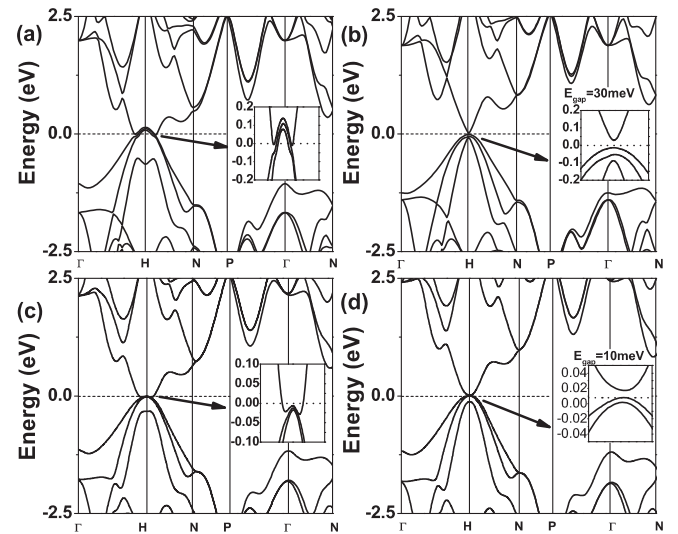 (a)
2.5
0.0
-2.5
Energy (eV)
0.2
0.1
0.0
-0.1
-0.2
Γ H N P Γ N
(b)
2.5
0.0
-2.5
Energy (eV)
E_gap=30meV
0.2
0.1
0.0
-0.1
-0.2
Γ H N P Γ N
(c)
2.5
0.0
-2.5
Energy (eV)
0.10
0.05
0.00
-0.05
-0.10
Γ H N P Γ N
(d)
2.5
0.0
-2.5
Energy (eV)
E_gap=10meV
0.04
0.02
0.00
-0.02
-0.04
Γ H N P Γ N